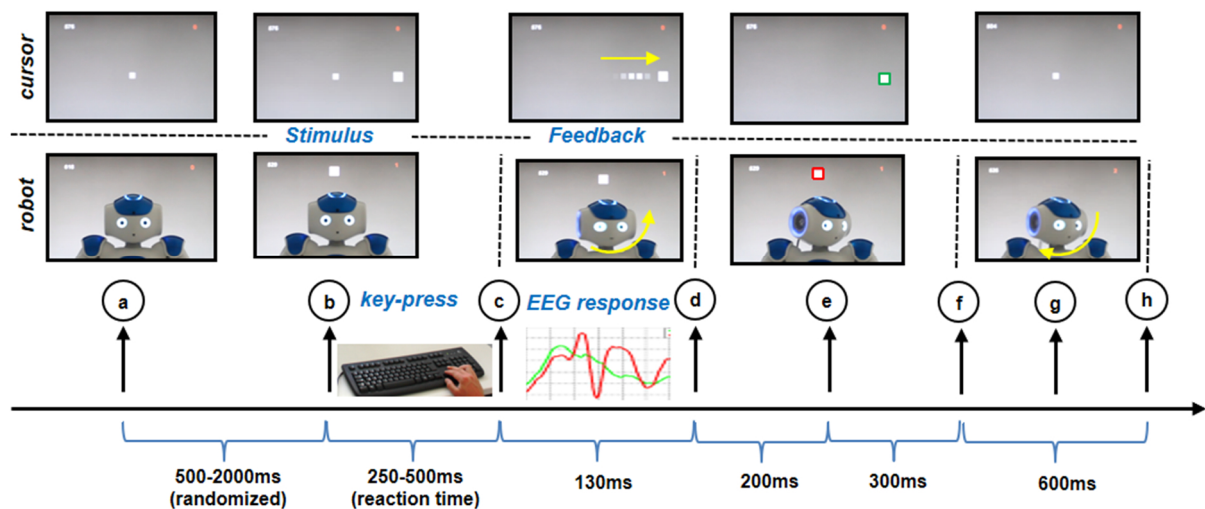 cursor
Stimulus
Feedback
robot
a
b
key-press
c
EEG response
d
e
f
g
h
500-2000ms
(randomized)
250-500ms
(reaction time)
130ms
200ms
300ms
600ms